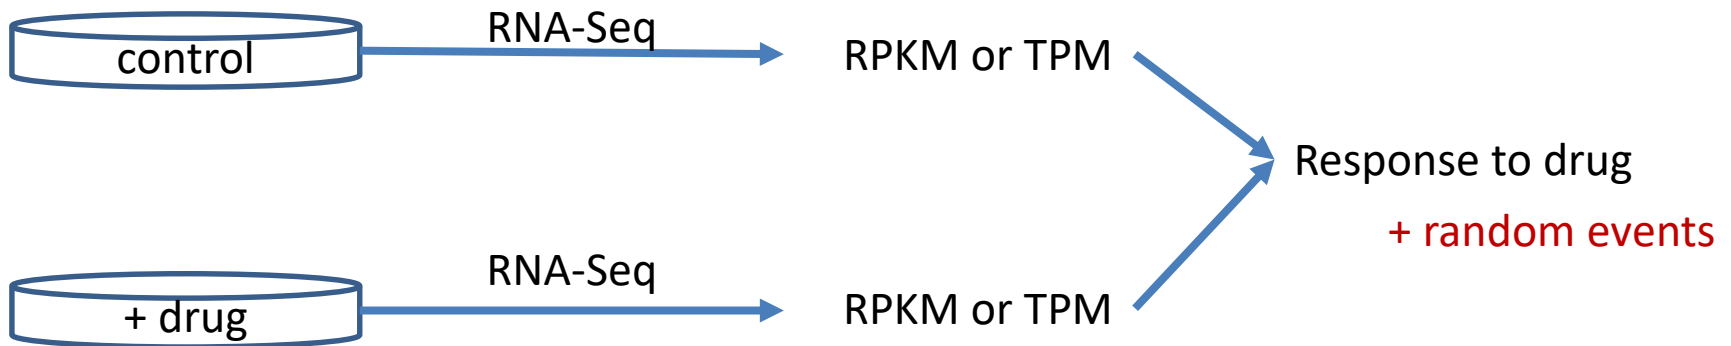 control
RNA-Seq
RPKM or TPM
Response to drug
+ random events
+ drug
RNA-Seq
RPKM or TPM